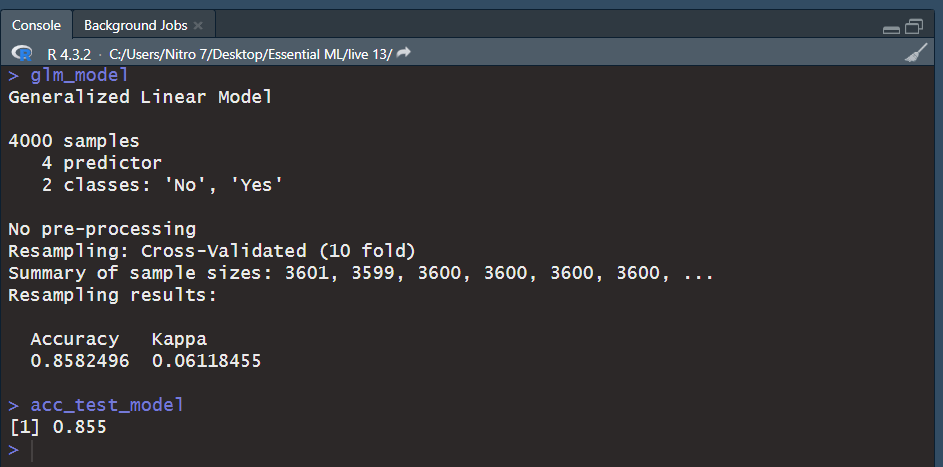 Console Background Jobs
R 4.3.2 · C:/Users/Nitro 7/Desktop/Essential ML/live 13/
> glm_model
Generalized Linear Model
4000 samples
4 predictor
2 classes: 'No', 'Yes'
No pre-processing
Resampling: Cross-Validated (10 fold)
Summary of sample sizes: 3601, 3599, 3600, 3600, 3600, 3600, ...
Resampling results:
Accuracy Kappa
0.8582496 0.06118455
> acc_test_model
[1] 0.855
>